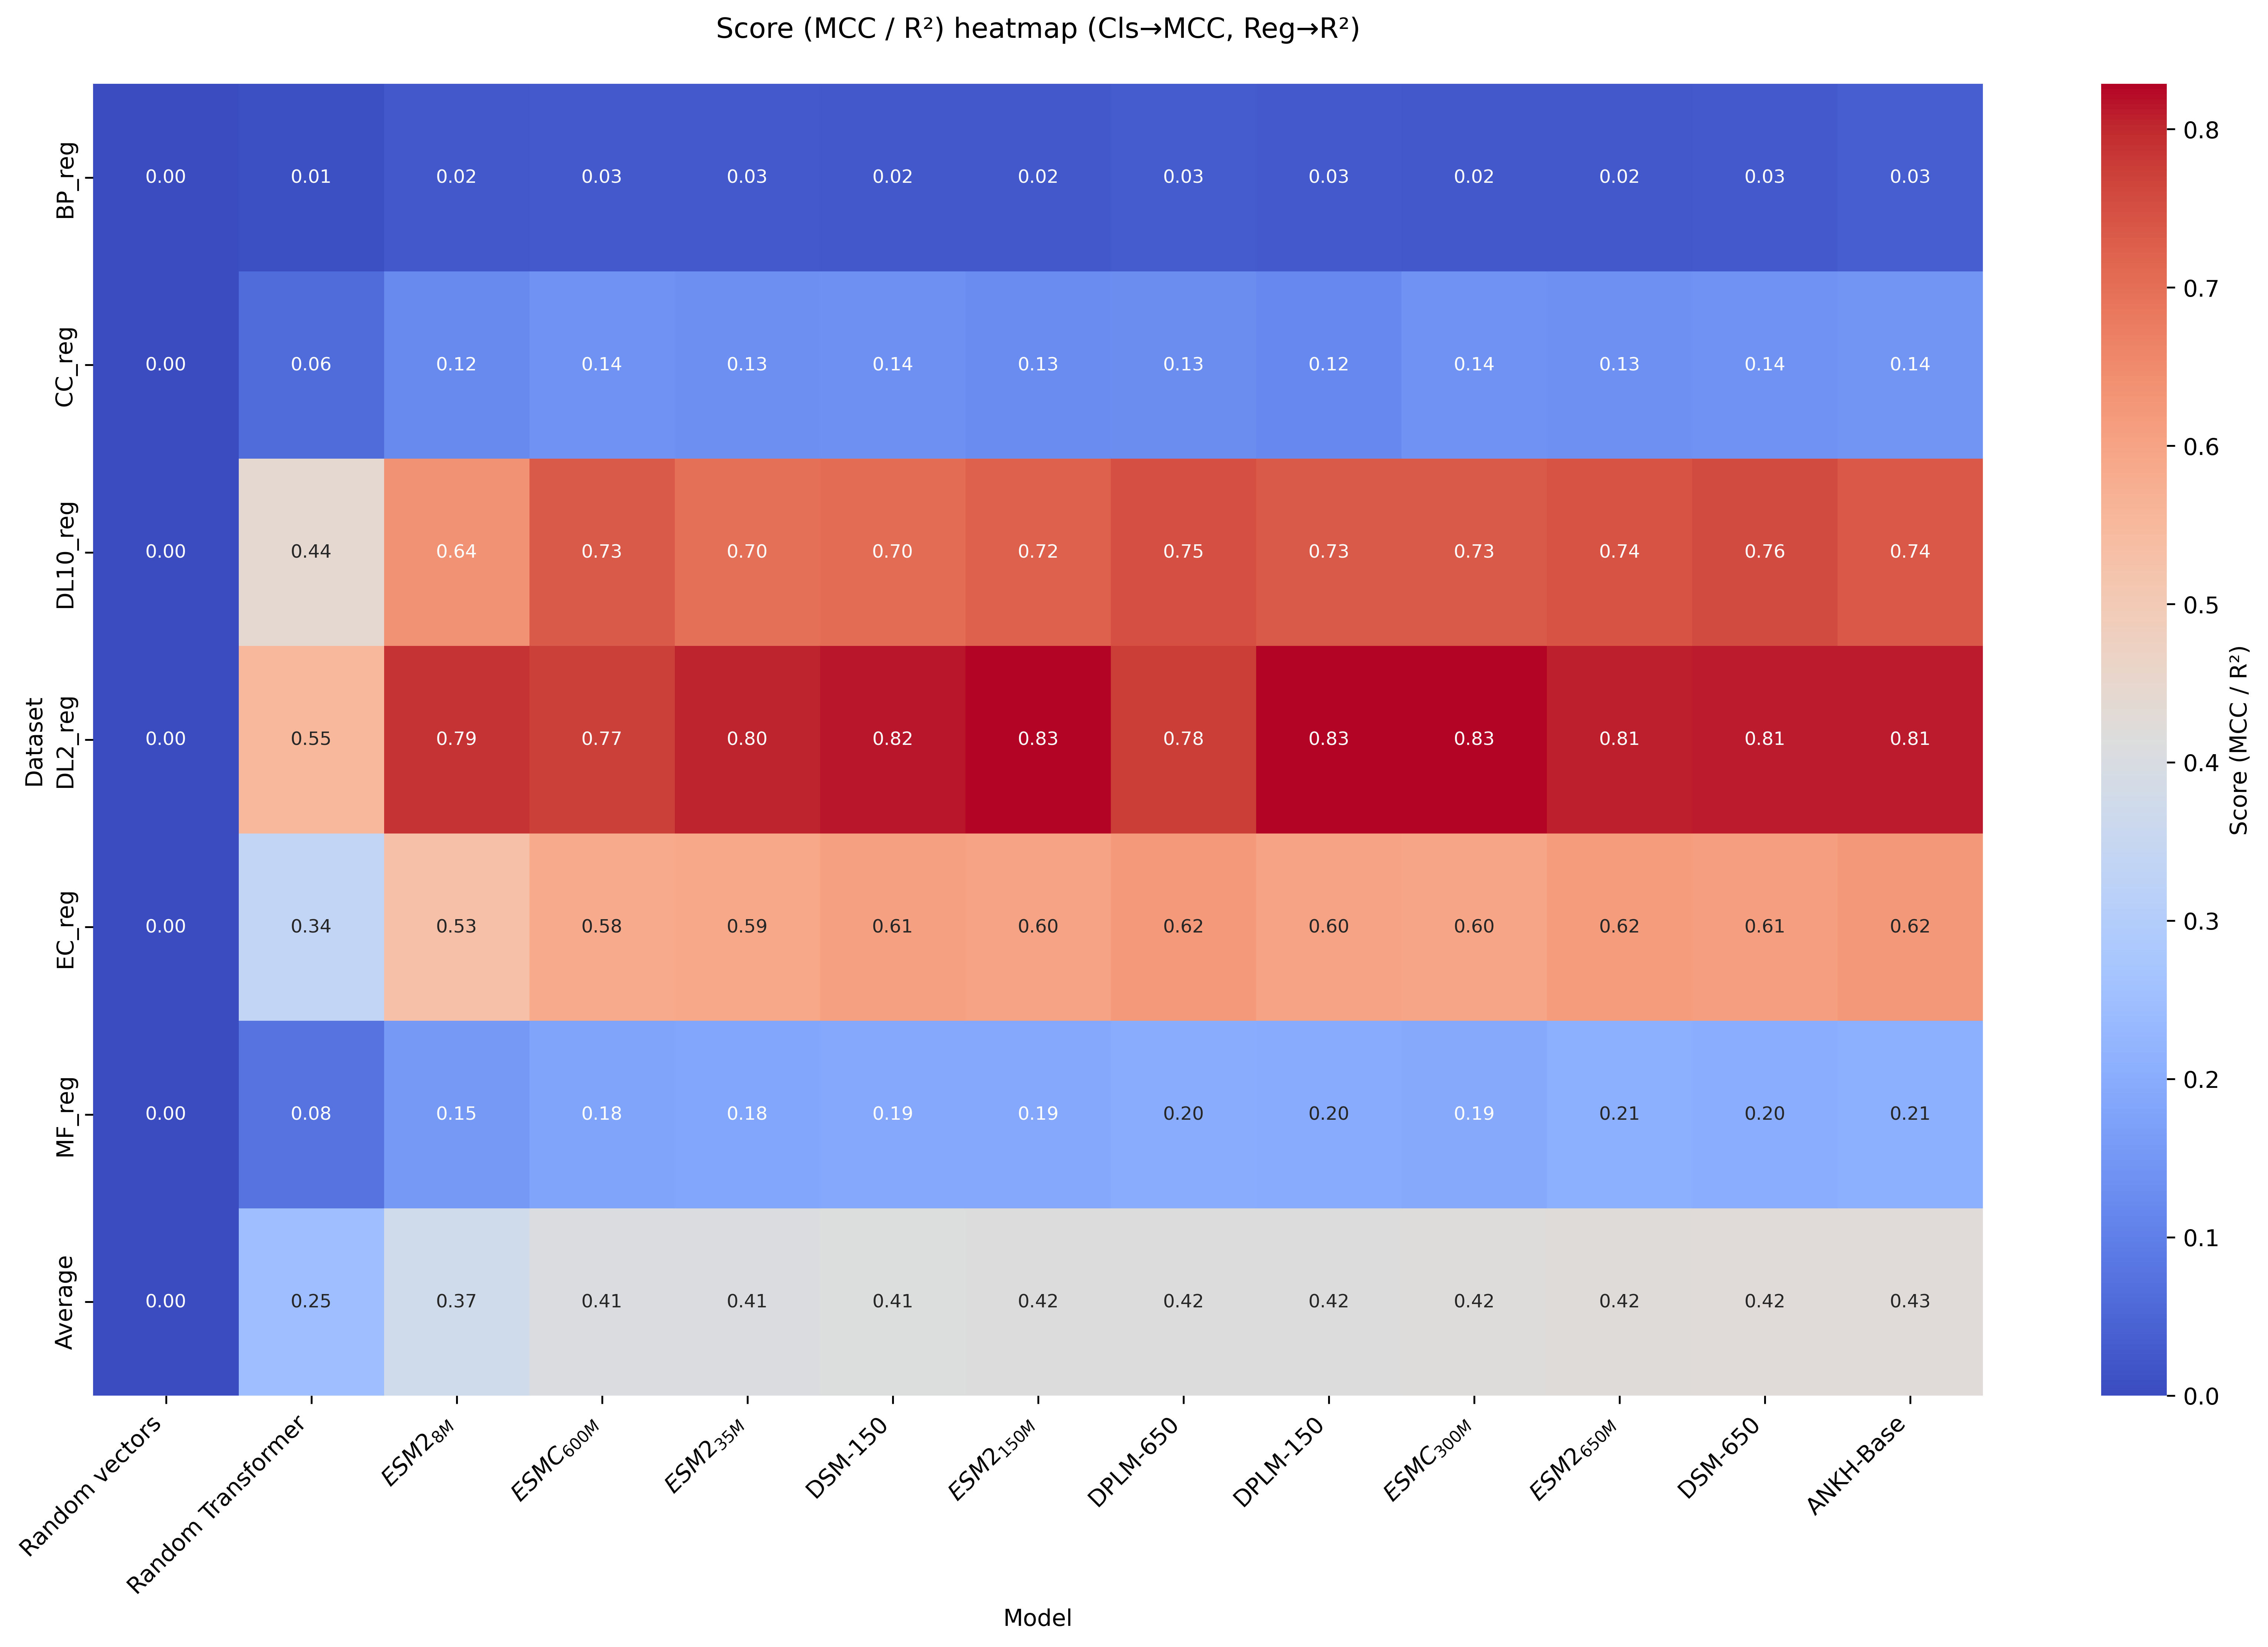 Score (MCC / R²) heatmap (Cls→MCC, Reg→R²)
Dataset
BP_reg 0.00 0.01 0.02 0.03 0.03 0.02 0.02 0.03 0.03 0.02 0.02 0.03 0.03
CC_reg 0.00 0.06 0.12 0.14 0.13 0.14 0.13 0.13 0.12 0.14 0.13 0.14 0.14
DL10_reg 0.00 0.44 0.64 0.73 0.70 0.70 0.72 0.75 0.73 0.73 0.74 0.76 0.74
DL2_reg 0.00 0.55 0.79 0.77 0.80 0.82 0.83 0.78 0.83 0.83 0.81 0.81 0.81
EC_reg 0.00 0.34 0.53 0.58 0.59 0.61 0.60 0.62 0.60 0.60 0.62 0.61 0.62
MF_reg 0.00 0.08 0.15 0.18 0.18 0.19 0.19 0.20 0.20 0.19 0.21 0.20 0.21
Average 0.00 0.25 0.37 0.41 0.41 0.41 0.42 0.42 0.42 0.42 0.42 0.42 0.43
Random vectors
Random Transformer
ESM2 8M
ESMC 600M
ESM2 35M
DSM-150
ESM2 150M
DPLM-650
DPLM-150
ESMC 300M
ESM2 650M
DSM-650
ANKH-Base
Model
0.8
0.7
0.6
0.5
0.4
0.3
0.2
0.1
0.0
Score (MCC / R²)